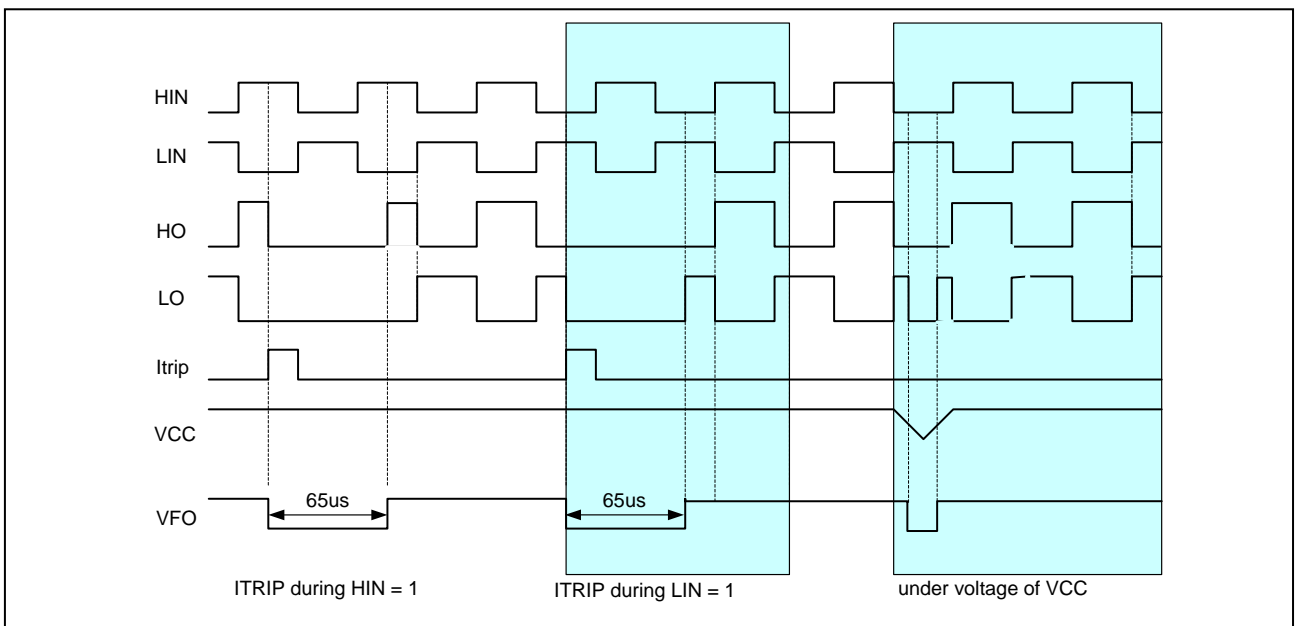 HIN
LIN
HO
LO
Itrip
VCC
VFO
65us
65us
ITRIP during HIN = 1
ITRIP during LIN = 1
under voltage of VCC